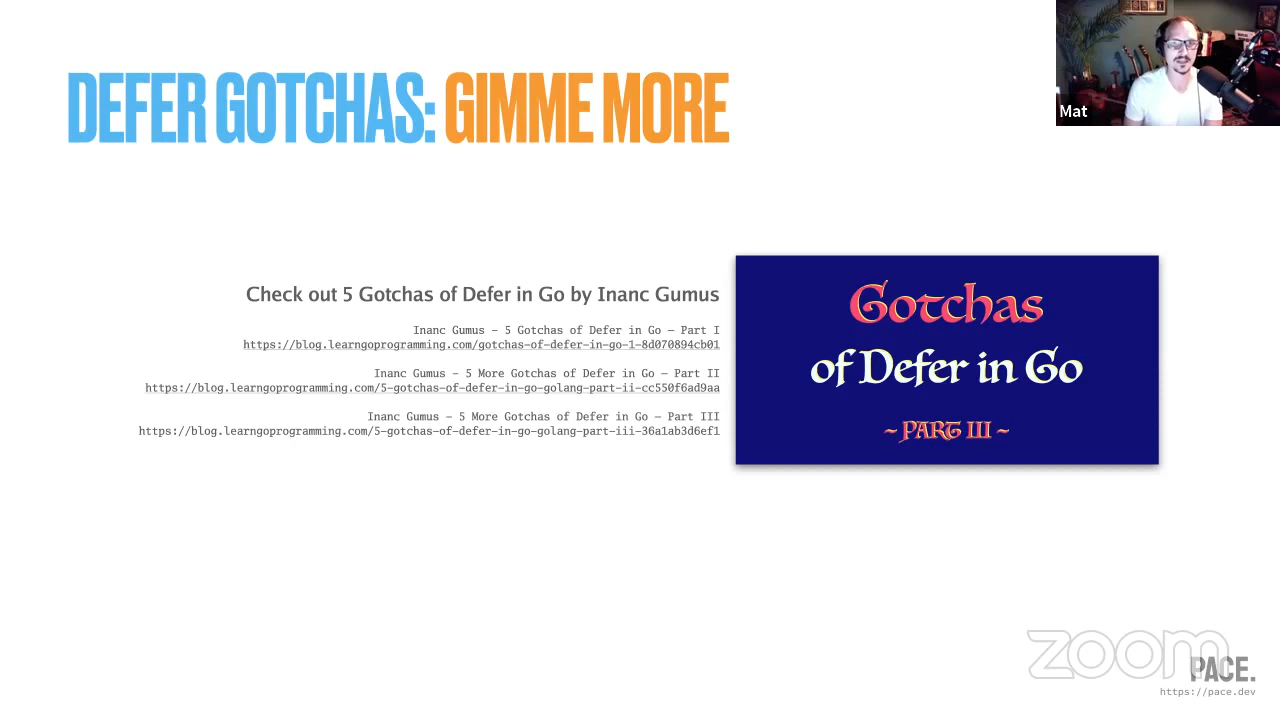 DEFER GOTCHAS: GIMME MORE
Mat
Check out 5 Gotchas of Defer in Go by Inanc Gumus
Inanc Gumus – 5 Gotchas of Defer in Go — Part I
https://blog.learngoprogramming.com/gotchas-of-defer-in-go-1-8d070894cb01
Inanc Gumus – 5 More Gotchas of Defer in Go — Part II
https://blog.learngoprogramming.com/5-gotchas-of-defer-in-go-golang-part-ii-cc550f6ad9aa
Inanc Gumus – 5 More Gotchas of Defer in Go — Part III
https://blog.learngoprogramming.com/5-gotchas-of-defer-in-go-golang-part-iii-36a1ab3d6ef1
Gotchas
of Defer in Go
~ PART III ~
zoom
PACE.
https://pace.dev